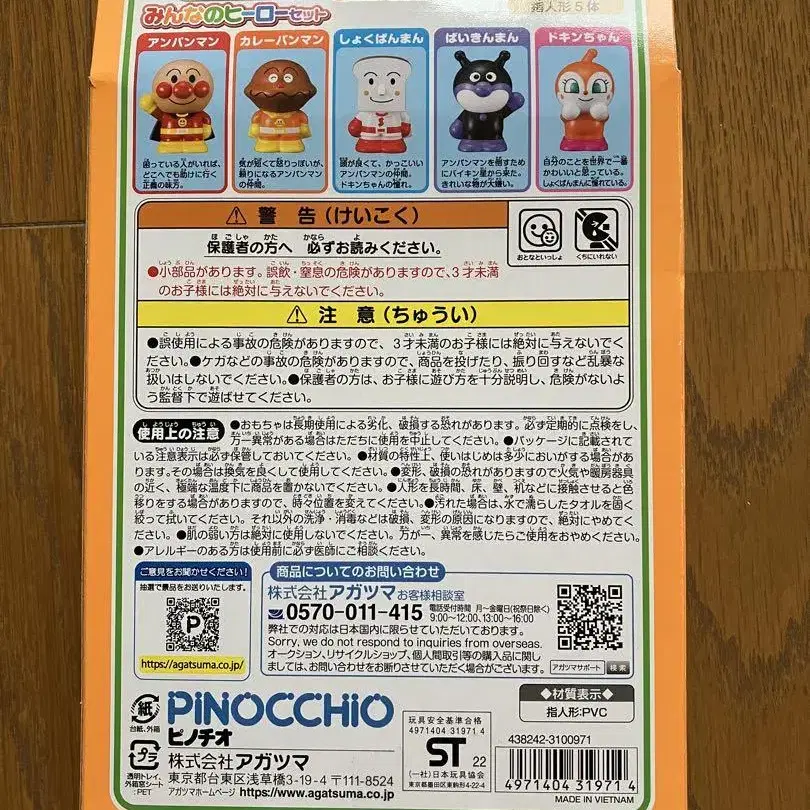 みんなのヒーローセット
指人形5体
アンパンマン
カレーパンマン
しょくぱんまん
ばいきんまん
ドキンちゃん
困っている人がいれば、
どこへでも助けに行く
正義の味方。
気が短くて怒りっぽいが、
頼りになるアンパンマン
の仲間。
頭が良くて、かっこいい
アンパンマンの仲間。
ドキンちゃんの憧れ。
アンパンマンを倒すために
バイキン星から来た。
きれいな物が大嫌い。
自分のことを世界で一番
かわいいと思っている。
しょくぱんまんに憧れている。
警告(けいこく)
保護者の方へ 必ずお読みください。
おとなといっしょ
くちにいれない
●小部品があります。誤飲・窒息の危険がありますので、3才未満
のお子様には絶対に与えないでください。
注意(ちゅうい)
●誤使用による事故の危険がありますので、3才未満のお子様には絶対に与えないでく
ださい。●ケガなどの事故の危険がありますので、商品を投げたり、振り回すなど乱暴な
扱いはしないでください。●保護者の方は、お子様に遊び方を十分説明し、危険がないよ
う監督下で遊ばせてください。
使用上の注意
●おもちゃは長期使用による劣化、破損する恐れがあります。必ず定期的に点検をし、
万一異常がある場合はただちに使用を中止してください。●パッケージに記載されて
いる注意表示は必ず保管しておいてください。●材質の特性上、使いはじめは多少においがする場合があ
ります。その場合は換気を良くして使用してください。●変形、破損の恐れがありますので火気や暖房器具
の近く、極端な温度下に商品を置かないでください。●人形を長時間、床、壁、机などに接触させると色
移りをする場合がありますので、時々位置を変えてください。●汚れた場合は、水で濡らしたタオルを固く
絞って拭いてください。それ以外の洗浄・消毒などは破損、変形の原因になりますので、絶対にやめてく
ださい。●肌の弱い方は絶対に使用しないでください。万が一、異常を感じたらご使用をおやめください。
●アレルギーのある方は使用前に必ず医師にご相談ください。
ご意見をお聞かせください!
抽選で景品をお送りいたします。
P
https://agatsuma.co.jp/
商品についてのお問い合わせ
株式会社アガツマ お客様相談室
0570-011-415 電話受付時間 月〜金曜日(祝祭日除く)
9:00〜12:00、13:00〜16:00
弊社での対応は日本国内に限らせていただいております。
Sorry, we do not respond to inquiries from overseas.
オークション、リサイクルショップ、個人間取引等の購入品に関し
ましては、お問い合わせをお断りさせていただく場合がございます。
アガツマサポート 検索
紙
台紙、外箱
プラ
透明トレイ、
外箱窓シート
:PET
PiNOCCHiO
ピノチオ
株式会社アガツマ
東京都台東区浅草橋3-19-4 〒111-8524
アガツマホームページ https://www.agatsuma.co.jp/
玩具安全基準合格
4971404 31971 4
ST 22
(一社)日本玩具協会
東京都墨田区東駒形4-22-4
◆材質表示◆
指人形:PVC
438242-3100971
4 971404 319714
MADE IN VIETNAM